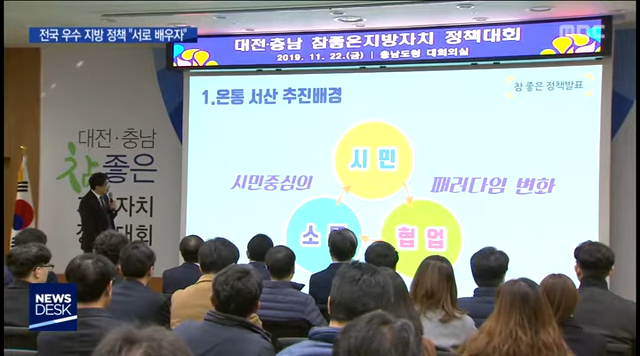 전국 우수 지방 정책 "서로 배우자"
MBC
대전·충남 참좋은지방자치 정책대회
2019. 11. 22.(금) | 충남도청 대회의실
1.온통 서산 추진배경
참 좋은 정책발표
시민
시민중심의
패러다임 변화
협업
대전·충남
참좋은
NEWS
DESK